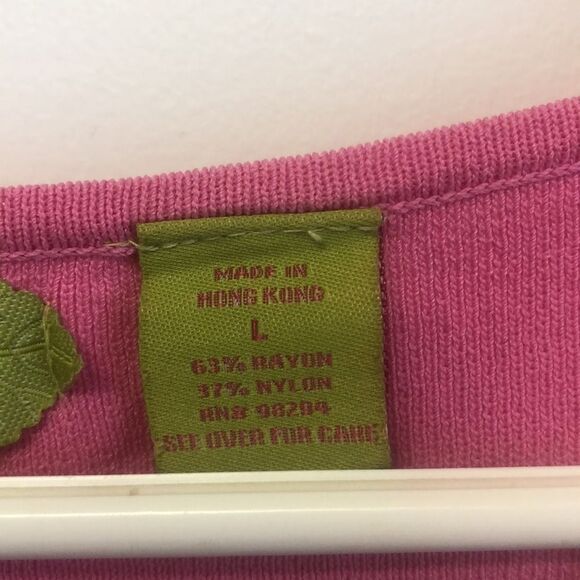 MADE IN
HONG KONG
L
63% RAYON
37% NYLON
RN# 98204
SEE OVER FOR CARE